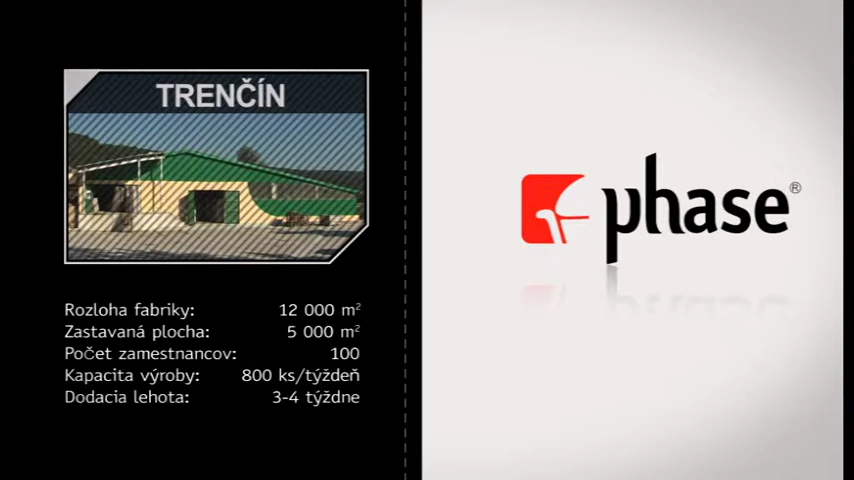 TRENČÍN
Rozloha fabriky: 12 000 m²
Zastavaná plocha: 5 000 m²
Počet zamestnancov: 100
Kapacita výroby: 800 ks/týždeň
Dodacia lehota: 3-4 týždne
phase®